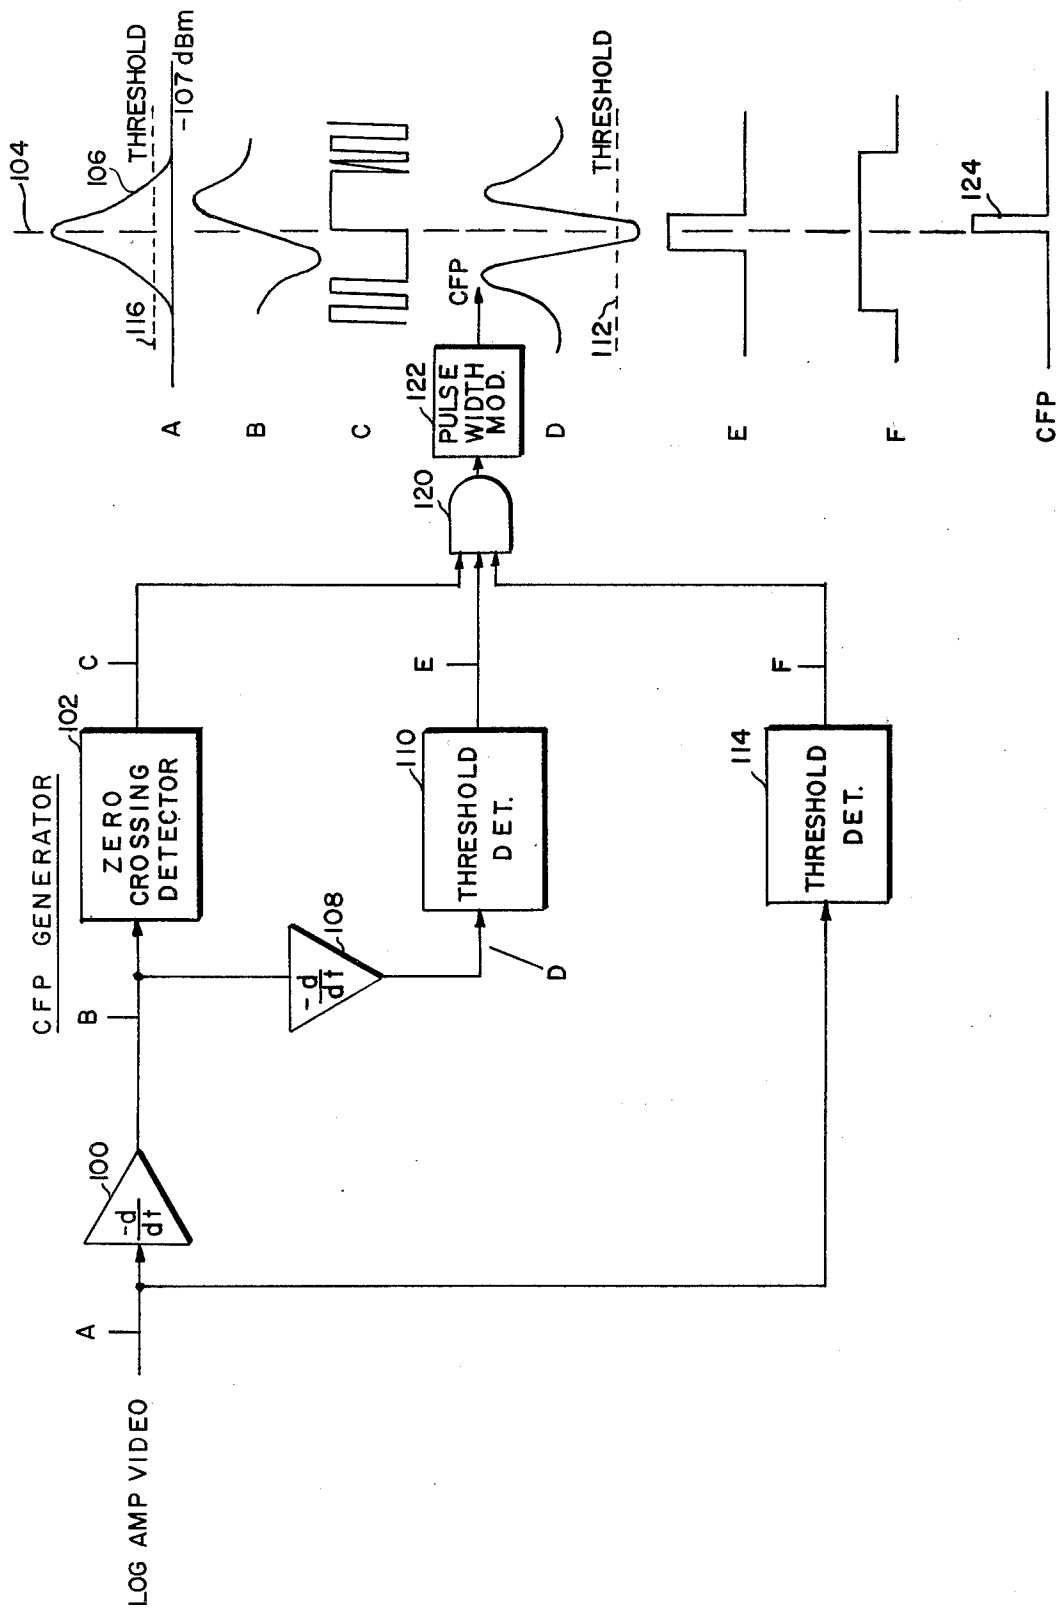 CFP GENERATOR
LOG AMP VIDEO
A
100
-d
dt
B
102
ZERO
CROSSING
DETECTOR
C
108
-d
dt
D
110
THRESHOLD
DET.
E
114
THRESHOLD
DET.
F
120
122
PULSE
WIDTH
MOD.
CFP
104
106
116
THRESHOLD
-107 dBm
A
B
C
D
112
THRESHOLD
E
F
CFP
124